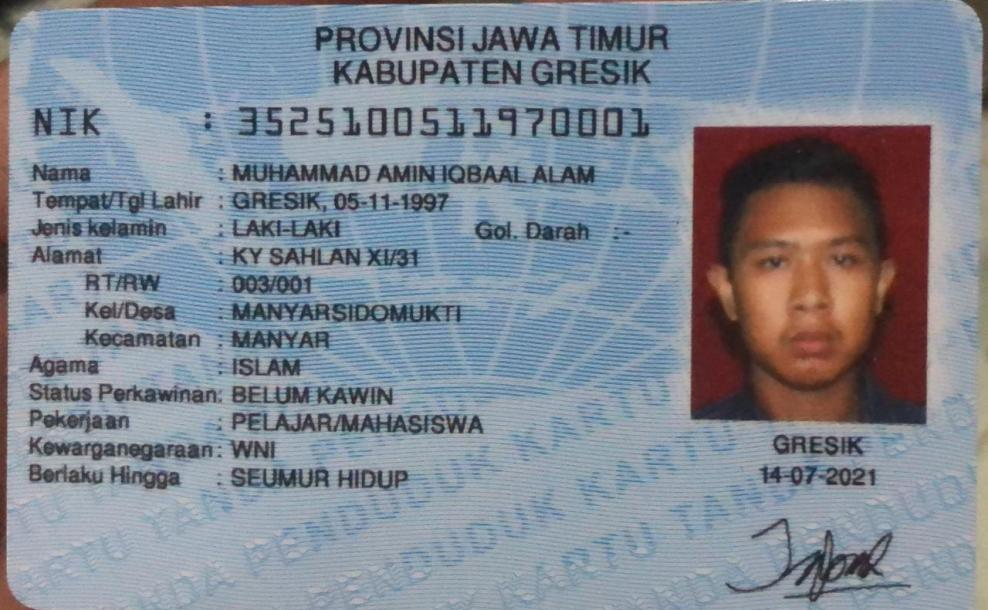 PROVINSI JAWA TIMUR
KABUPATEN GRESIK
NIK : 3525100511970001
Nama : MUHAMMAD AMIN IQBAAL ALAM
Tempat/Tgl Lahir : GRESIK, 05-11-1997
Jenis kelamin : LAKI-LAKI Gol. Darah :-
Alamat : KY SAHLAN XI/31
RT/RW : 003/001
Kel/Desa : MANYARSIDOMUKTI
Kecamatan : MANYAR
Agama : ISLAM
Status Perkawinan: BELUM KAWIN
Pekerjaan : PELAJAR/MAHASISWA
Kewarganegaraan: WNI
Berlaku Hingga : SEUMUR HIDUP
GRESIK
14-07-2021